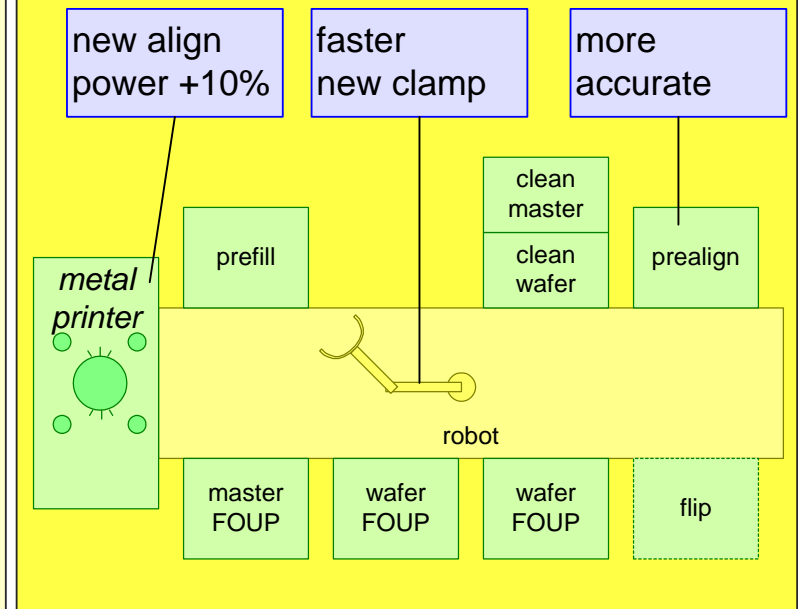 new align
power +10%
faster
new clamp
more
accurate
clean
master
prefill
clean
wafer
prealign
metal
printer
robot
master
FOUP
wafer
FOUP
wafer
FOUP
flip